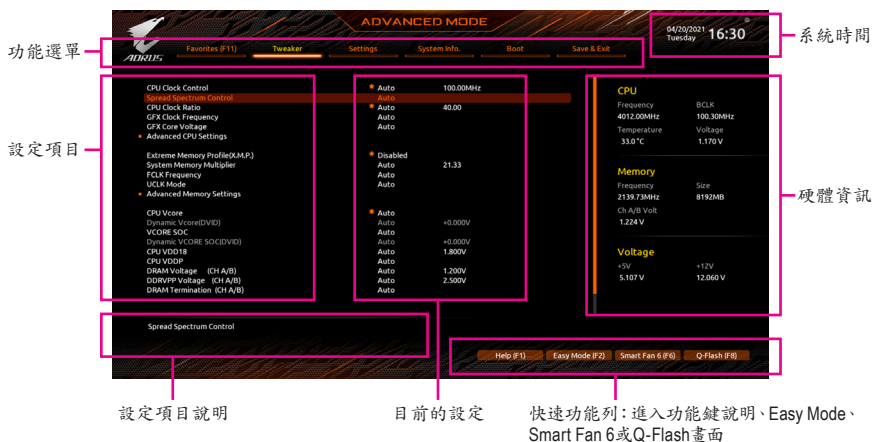 ADVANCED MODE
04/20/2021
Tuesday 16:30
系統時間
功能選單
AORUS
Favorites (F11) Tweaker Settings System Info. Boot Save & Exit
設定項目
CPU Clock Control Auto 100.00MHz
Spread Spectrum Control Auto
CPU Clock Ratio Auto 40.00
GFX Clock Frequency Auto
GFX Core Voltage Auto
Advanced CPU Settings
Extreme Memory Profile(X.M.P.) Disabled
System Memory Multiplier Auto 21.33
FCLK Frequency Auto
UCLK Mode Auto
Advanced Memory Settings
CPU Vcore Auto
Dynamic Vcore(DVID) Auto +0.000V
VCORE SOC Auto
Dynamic VCORE SOC(DVID) Auto +0.000V
CPU VDD18 Auto 1.800V
CPU VDDP Auto
DRAM Voltage (CH A/B) Auto 1.200V
DDRVPP Voltage (CH A/B) Auto 2.500V
DRAM Termination (CH A/B) Auto
CPU
Frequency BCLK
4012.00MHz 100.30MHz
Temperature Voltage
33.0 °C 1.170 V
Memory
Frequency Size
2139.73MHz 8192MB
Ch A/B Volt
1.224 V
Voltage
+5V +12V
5.107 V 12.060 V
硬體資訊
Spread Spectrum Control
Help (F1) Easy Mode (F2) Smart Fan 6 (F6) Q-Flash (F8)
設定項目說明
目前的設定
快速功能列：進入功能鍵說明、Easy Mode、
Smart Fan 6或Q-Flash畫面